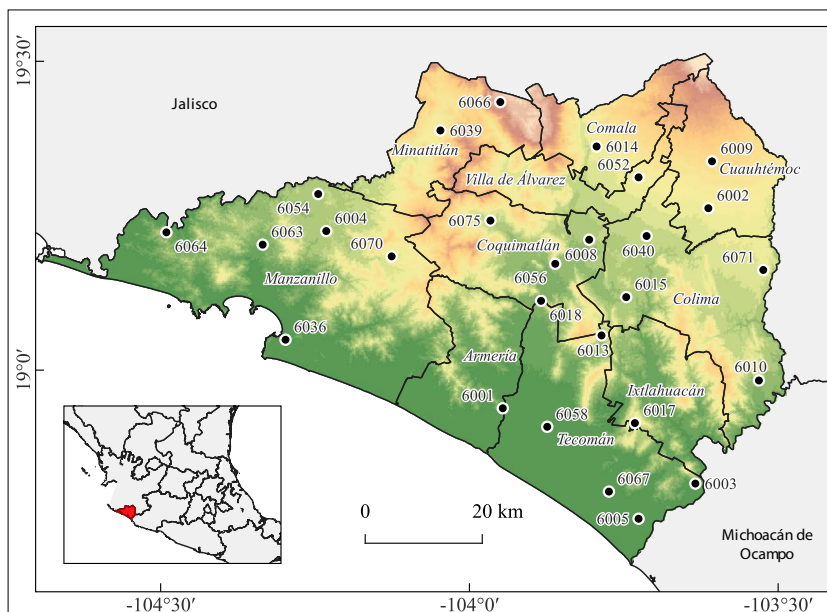 19°30'
Jalisco
6066
6039
Minatitlán
Comala
6014
6052
6009
Cuauhtémoc
Villa de Álvarez
6054
6004
6002
6075
6064
6063
6070
Coquimatlán
6008
6040
6071
Manzanillo
6056
6015
Colima
6018
6036
6013
19°0'
Armería
6010
Ixtlahuacán
6001
6058
6017
Tecomán
6067
6003
0
20 km
6005
Michoacán de
Ocampo
-104°30'
-104°0'
-103°30'